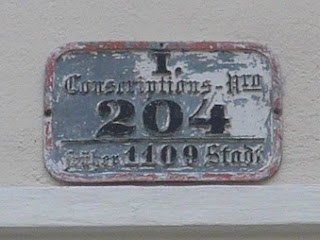 I.
Conscriptions-Nro
204
früher 1109 Stadt